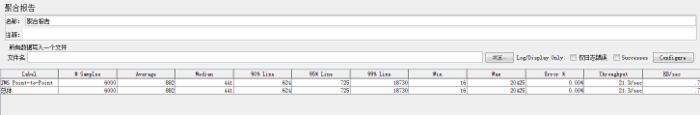 聚合报告
名称: 聚合报告
注释:
所有数据写入一个文件
文件名 浏览... Log/Display Only: 仅日志错误 Successes Configure
Label # Samples Average Median 90% Line 95% Line 99% Line Min Max Error % Throughput KB/sec
JMS Point-to-Point 6000 882 441 624 725 18730 16 20425 0.00% 21.3/sec .7
总体 6000 882 441 624 725 18730 16 20425 0.00% 21.3/sec .7